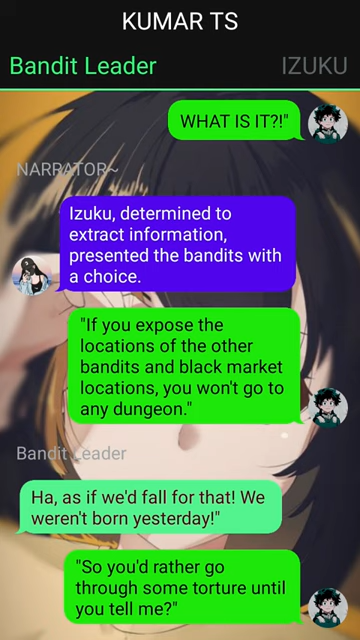 KUMAR TS
Bandit Leader
IZUKU
WHAT IS IT?!"
NARRATOR~
Izuku, determined to
extract information,
presented the bandits with
a choice.
"If you expose the
locations of the other
bandits and black market
locations, you won't go to
any dungeon."
Bandit Leader
Ha, as if we'd fall for that! We
weren't born yesterday!"
"So you'd rather go
through some torture until
you tell me?"